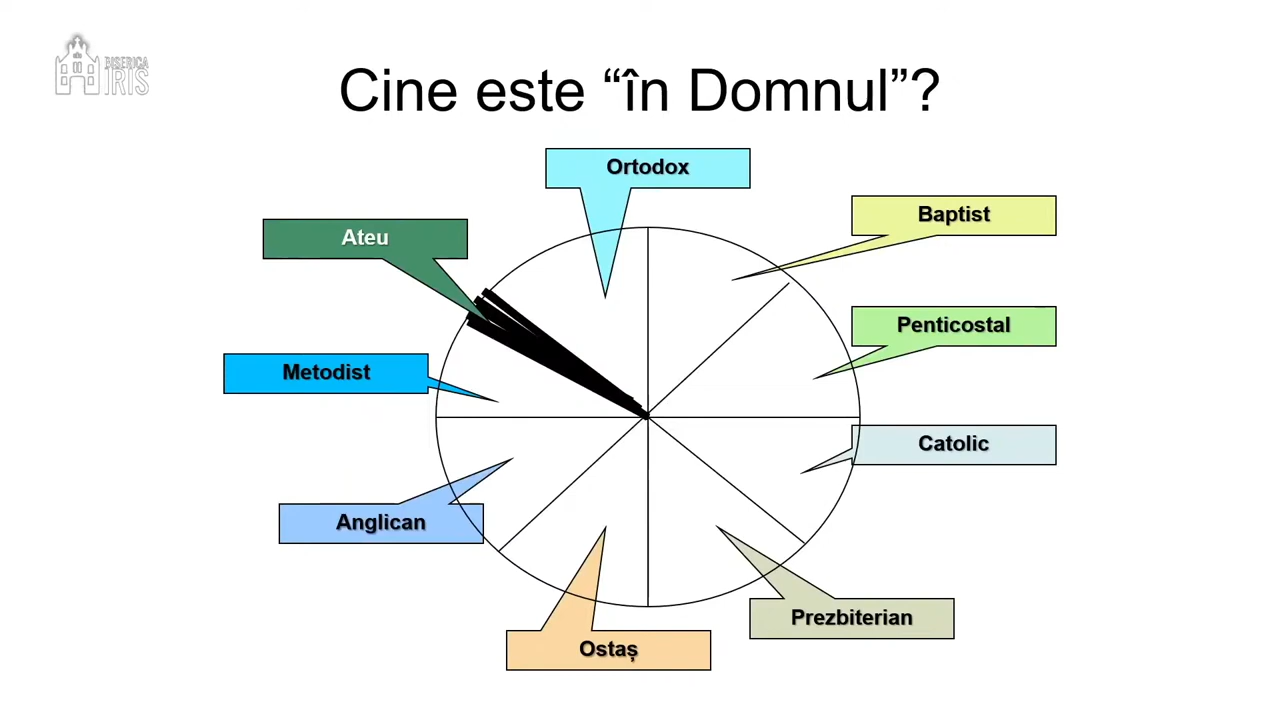 BISERICA
IRIS
Cine este “în Domnul”?
Ortodox
Baptist
Ateu
Penticostal
Metodist
Catolic
Anglican
Prezbiterian
Ostaș